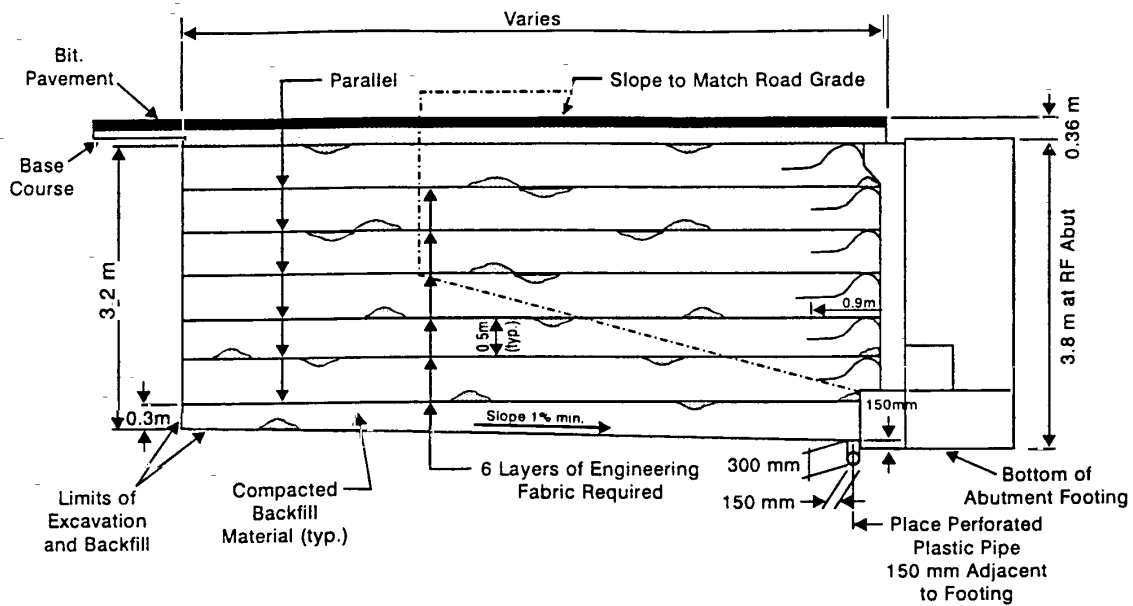 Varies
Bit.
Pavement
Parallel
Slope to Match Road Grade
0.36 m
Base
Course
3.2 m
3.8 m at RF Abut
0.9m
0.5m
(typ.)
0.3m
150mm
Slope 1% min.
300 mm
150 mm
6 Layers of Engineering
Fabric Required
Bottom of
Abutment Footing
Limits of
Excavation
and Backfill
Compacted
Backfill
Material (typ.)
Place Perforated
Plastic Pipe
150 mm Adjacent
to Footing